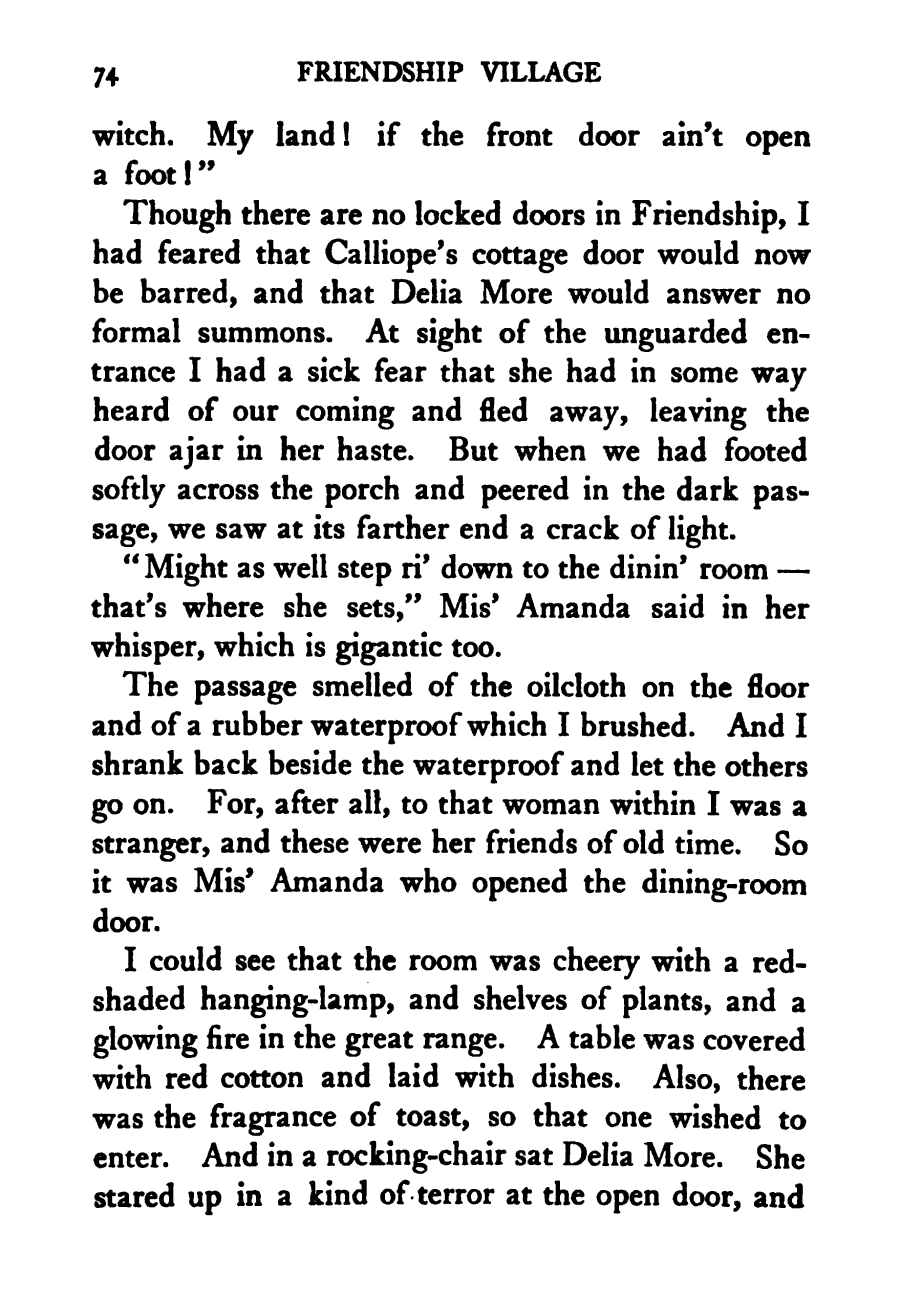 74 FRIENDSHIP VILLAGE
witch. My land! if the front door ain't open
a foot!"
Though there are no locked doors in Friendship, I
had feared that Calliope's cottage door would now
be barred, and that Delia More would answer no
formal summons. At sight of the unguarded en-
trance I had a sick fear that she had in some way
heard of our coming and fled away, leaving the
door ajar in her haste. But when we had footed
softly across the porch and peered in the dark pas-
sage, we saw at its farther end a crack of light.
"Might as well step ri' down to the dinin' room —
that's where she sets," Mis' Amanda said in her
whisper, which is gigantic too.
The passage smelled of the oilcloth on the floor
and of a rubber waterproof which I brushed. And I
shrank back beside the waterproof and let the others
go on. For, after all, to that woman within I was a
stranger, and these were her friends of old time. So
it was Mis' Amanda who opened the dining-room
door.
I could see that the room was cheery with a red-
shaded hanging-lamp, and shelves of plants, and a
glowing fire in the great range. A table was covered
with red cotton and laid with dishes. Also, there
was the fragrance of toast, so that one wished to
enter. And in a rocking-chair sat Delia More. She
stared up in a kind of terror at the open door, and